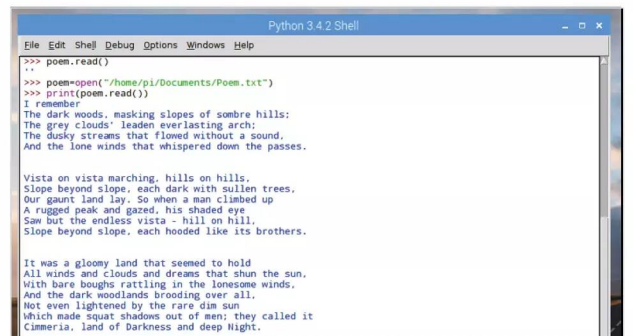 Python 3.4.2 Shell
File Edit Shell Debug Options Windows Help
>>> poem.read()
''
>>> poem=open("/home/pi/Documents/Poem.txt")
>>> print(poem.read())
I remember
The dark woods, masking slopes of sombre hills;
The grey clouds' leaden everlasting arch;
The dusky streams that flowed without a sound,
And the lone winds that whispered down the passes.
Vista on vista marching, hills on hills,
Slope beyond slope, each dark with sullen trees,
Our gaunt land lay. So when a man climbed up
A rugged peak and gazed, his shaded eye
Saw but the endless vista - hill on hill,
Slope beyond slope, each hooded like its brothers.
It was a gloomy land that seemed to hold
All winds and clouds and dreams that shun the sun,
With bare boughs rattling in the lonesome winds,
And the dark woodlands brooding over all,
Not even lightened by the rare dim sun
Which made squat shadows out of men; they called it
Cimmeria, land of Darkness and deep Night.